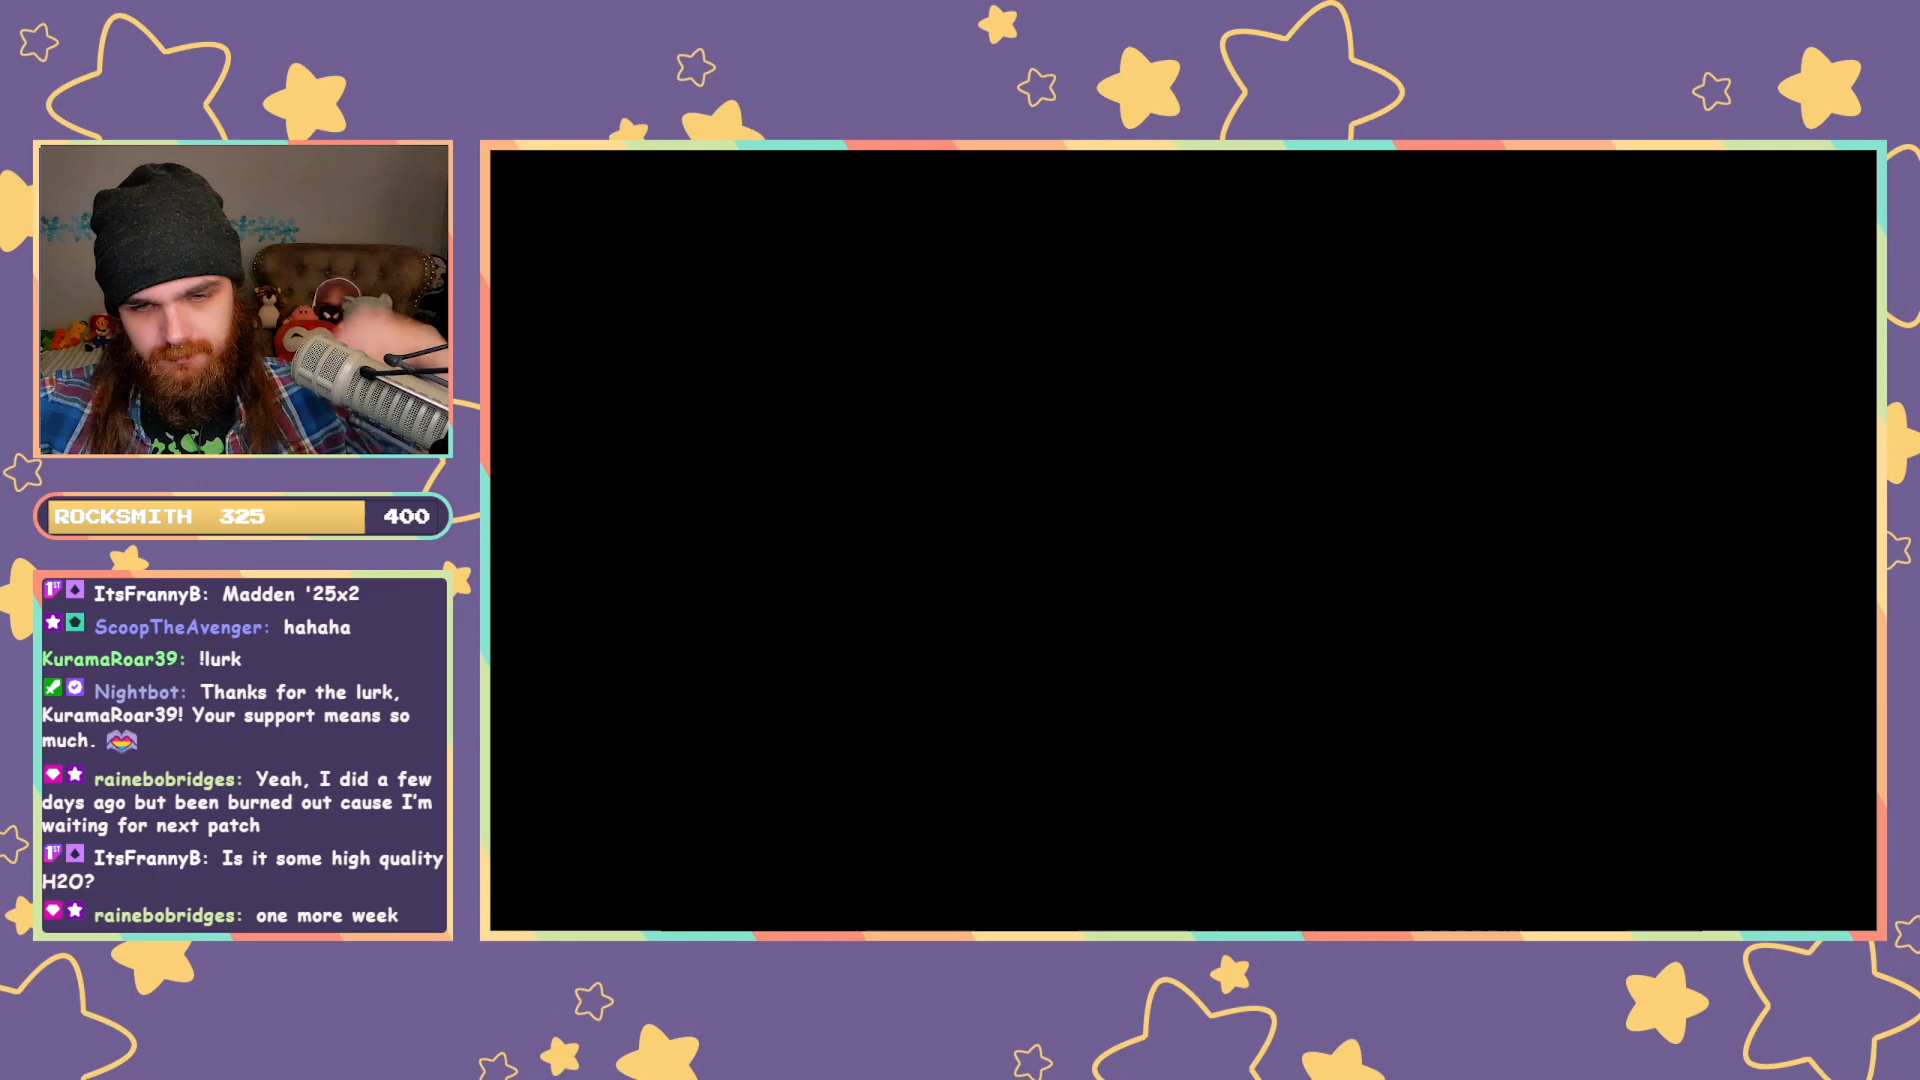 ROCKSMITH 325 400
1ST ItsFrannyB: Madden '25x2
ScoopTheAvenger: hahaha
KuramaRoar39: !lurk
Nightbot: Thanks for the lurk,
KuramaRoar39! Your support means so
much.
rainebobridges: Yeah, I did a few
days ago but been burned out cause I'm
waiting for next patch
1ST ItsFrannyB: Is it some high quality
H2O?
rainebobridges: one more week